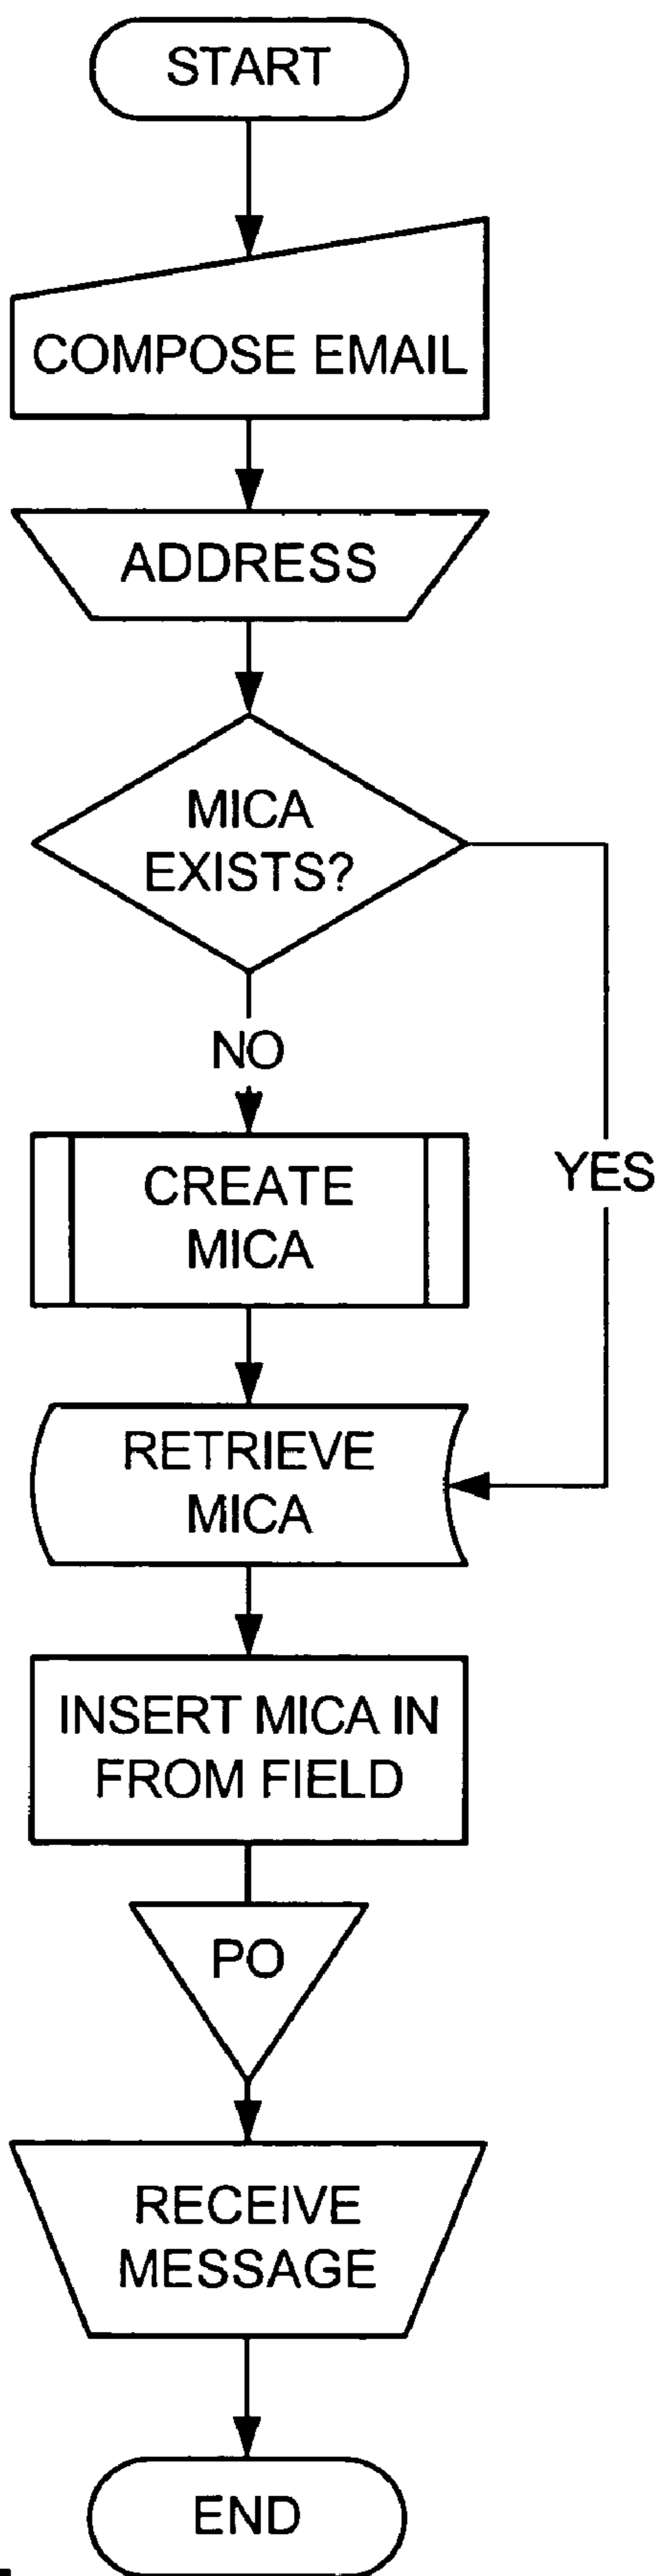 START
COMPOSE EMAIL
ADDRESS
MICA
EXISTS?
NO
CREATE
MICA
YES
RETRIEVE
MICA
INSERT MICA IN
FROM FIELD
PO
RECEIVE
MESSAGE
END